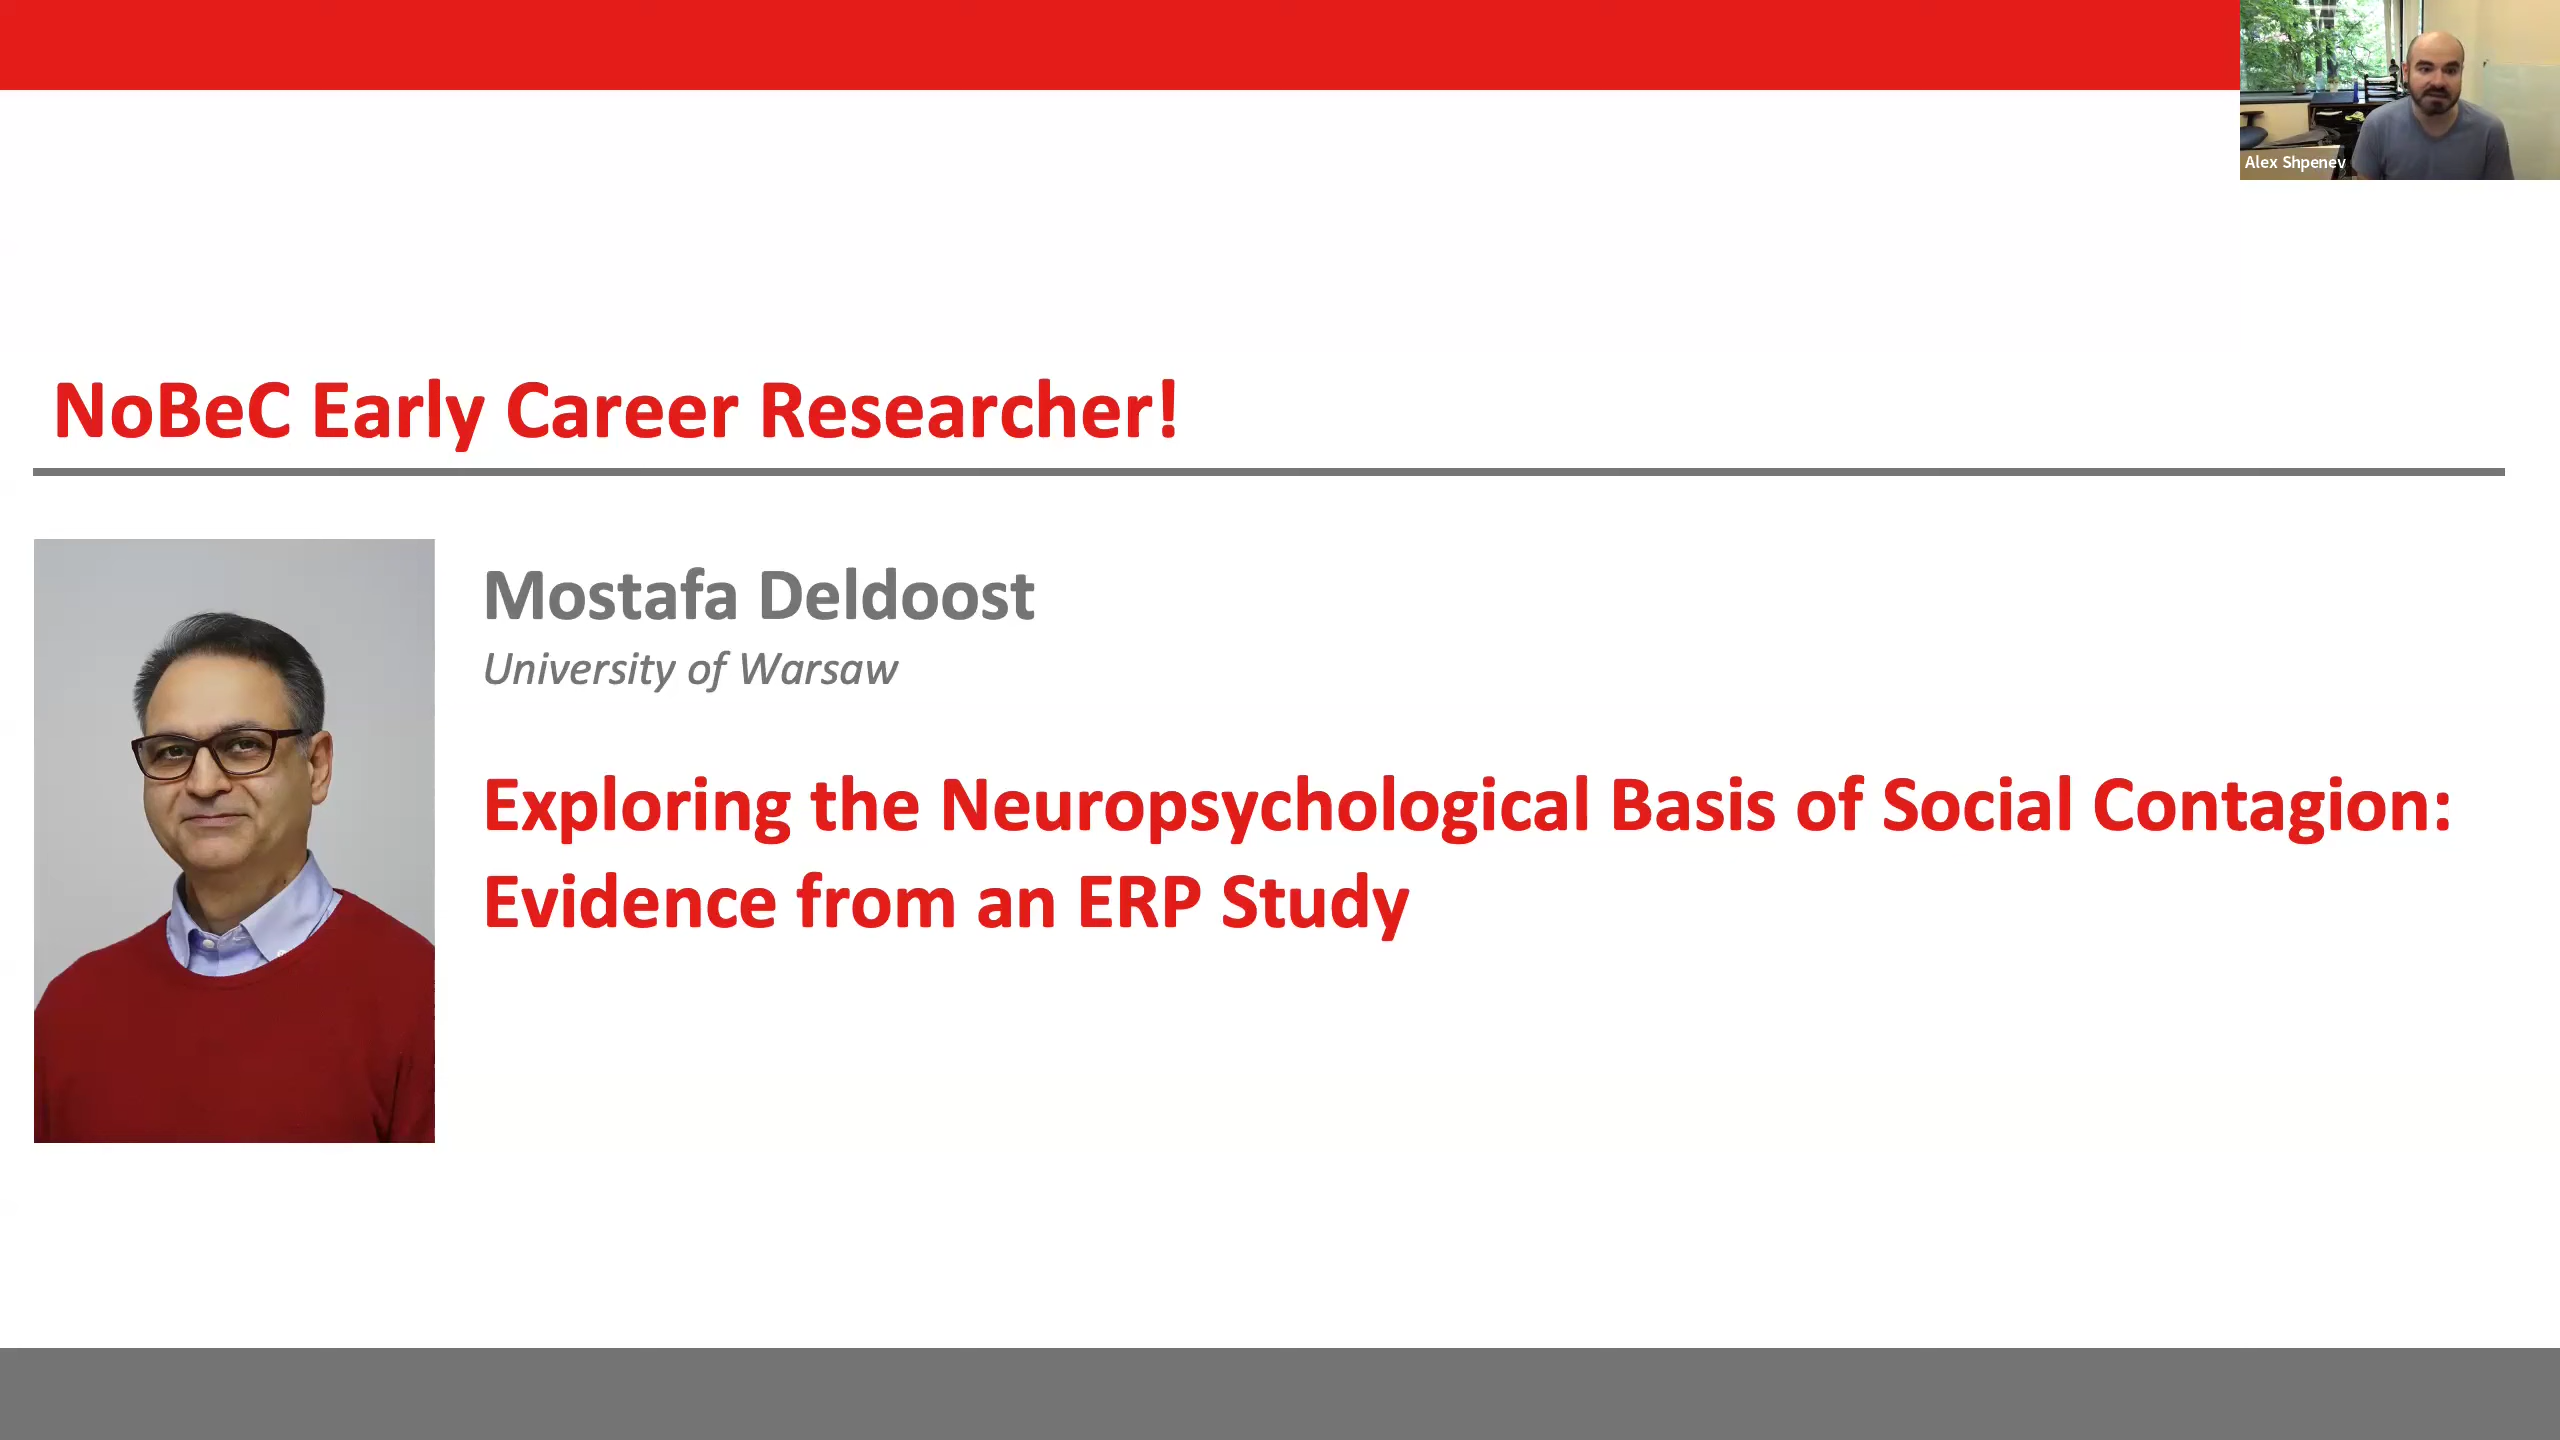 Alex Shpenev
NoBeC Early Career Researcher!
Mostafa Deldoost
University of Warsaw
Exploring the Neuropsychological Basis of Social Contagion:
Evidence from an ERP Study